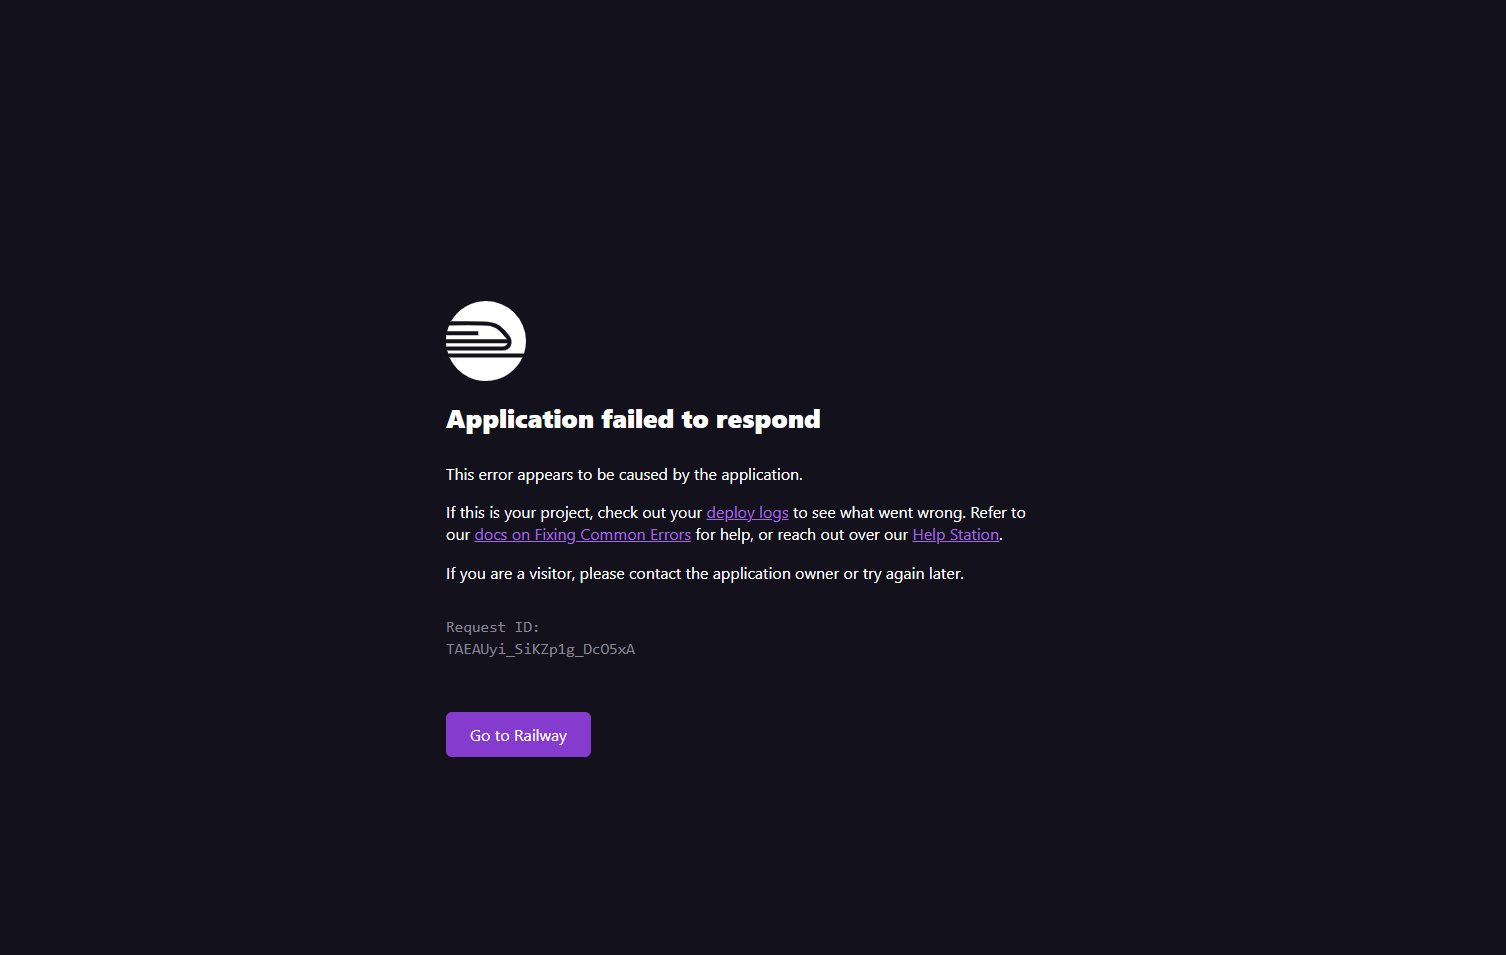 Application failed to respond
This error appears to be caused by the application.
If this is your project, check out your deploy logs to see what went wrong. Refer to
our docs on Fixing Common Errors for help, or reach out over our Help Station.
If you are a visitor, please contact the application owner or try again later.
Request ID:
TAEAUyi_SiKZp1g_DcO5xA
Go to Railway